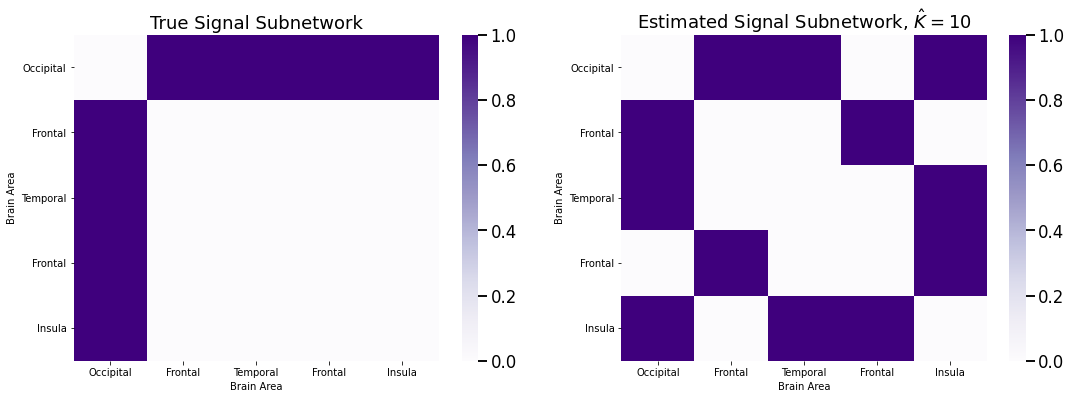 True Signal Subnetwork
Occipital
Frontal
Temporal
Frontal
Insula
Brain Area
Occipital Frontal Temporal Frontal Insula
Brain Area
1.0
0.8
0.6
0.4
0.2
0.0
Estimated Signal Subnetwork, K̂ = 10
Occipital
Frontal
Temporal
Frontal
Insula
Brain Area
Occipital Frontal Temporal Frontal Insula
Brain Area
1.0
0.8
0.6
0.4
0.2
0.0